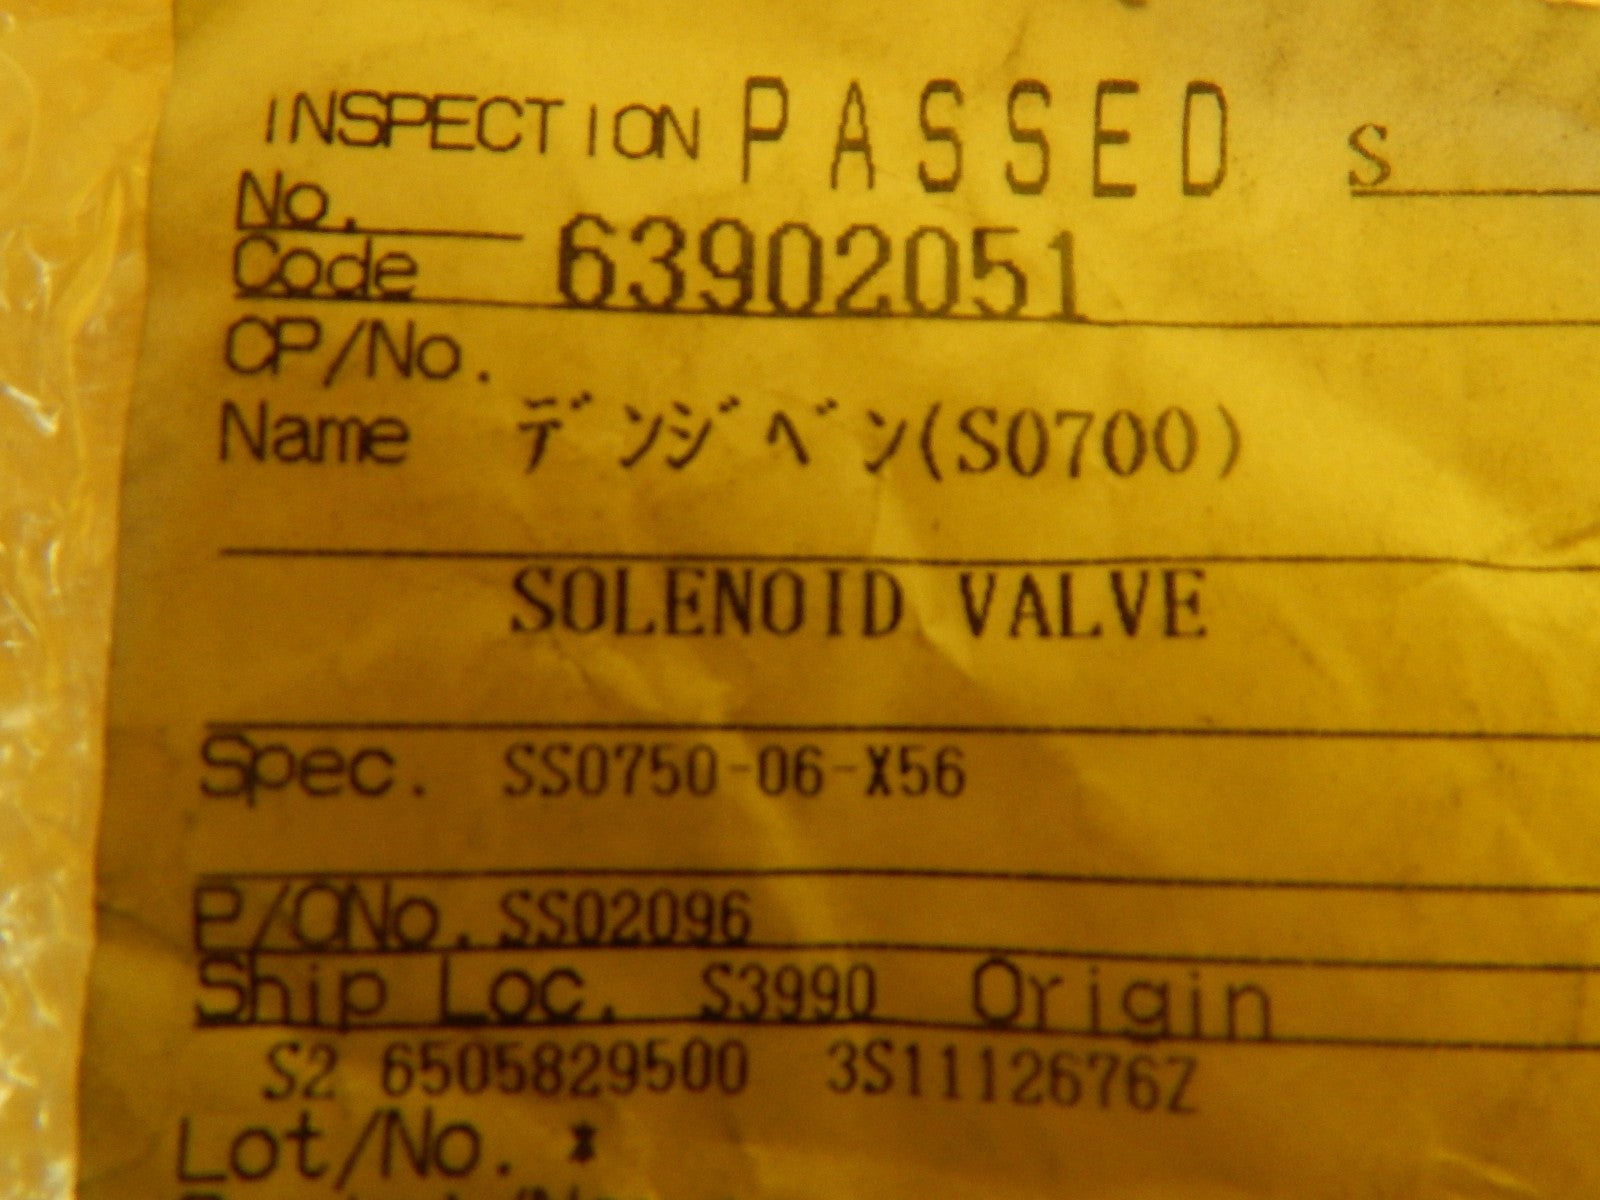 INSPECTION PASSED S
No.
Code 63902051
CP/No.
Name デンジベン(S0700)
SOLENOID VALVE
Spec. SS0750-06-X56
P/ONo. SS02096
Ship Loc. S3990 Origin
S2 6505829500 3S1112676Z
Lot/No. *